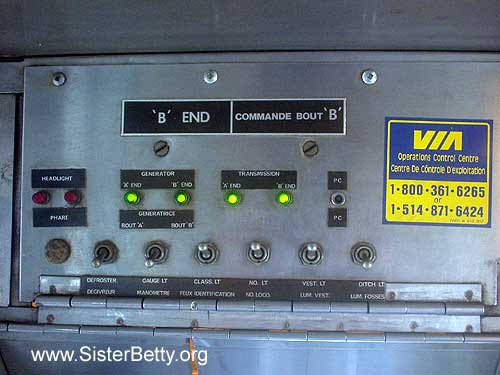 'B' END
COMMANDE BOUT 'B'
VIA
Operations Control Centre
Centre De Contrôle D'exploitation
1-800-361-6265
or
1-514-871-6424
HEADLIGHT
PHARE
GENERATOR
'A' END 'B' END
GENERATRICE
BOUT 'A' BOUT 'B'
TRANSMISSION
'A' END 'B' END
PC
PC
DEFROSTER GAUGE LT CLASS. LT NO. LT VEST. LT DITCH LT
DEGIVREUR MANOMETRE FEUX IDENTIFICATION NO. LOCO. LUM. VEST. LUM. FOSSES
www.SisterBetty.org